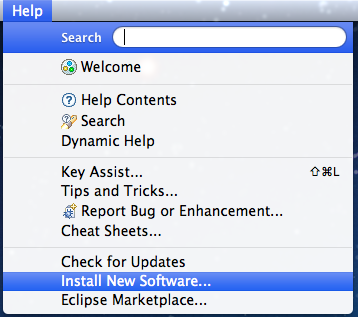 Help
Search
Welcome
Help Contents
Search
Dynamic Help
Key Assist... ⇧⌘L
Tips and Tricks...
Report Bug or Enhancement...
Cheat Sheets...
Check for Updates
Install New Software...
Eclipse Marketplace...